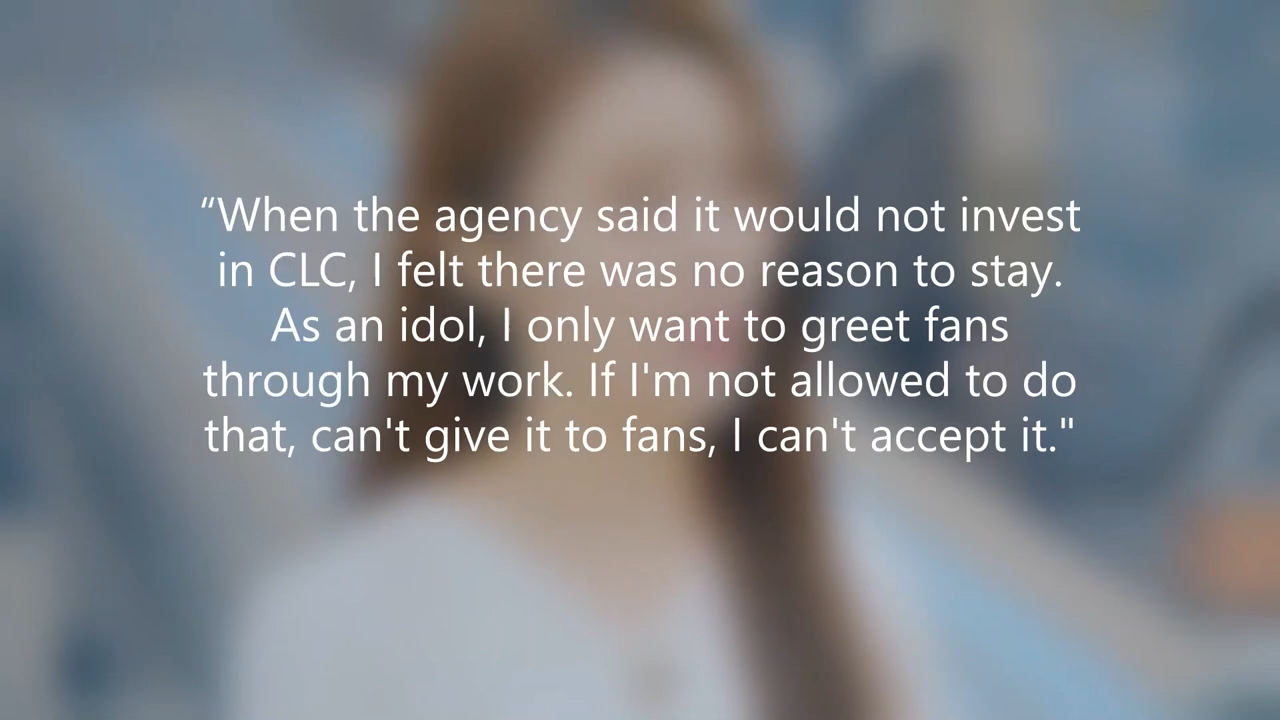 “When the agency said it would not invest
in CLC, I felt there was no reason to stay.
As an idol, I only want to greet fans
through my work. If I'm not allowed to do
that, can't give it to fans, I can't accept it."